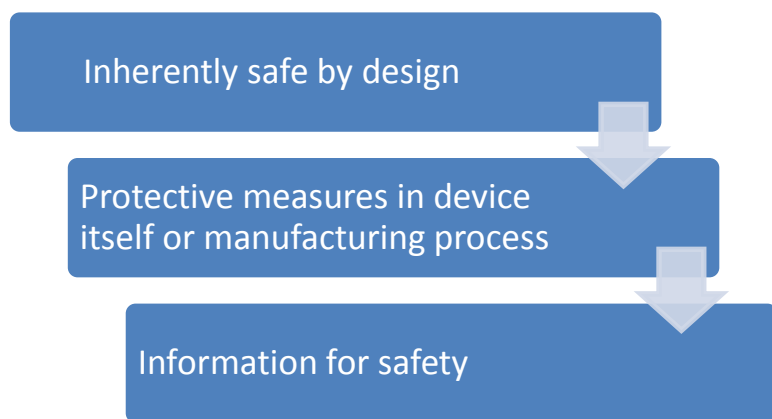 Inherently safe by design
Protective measures in device
itself or manufacturing process
Information for safety